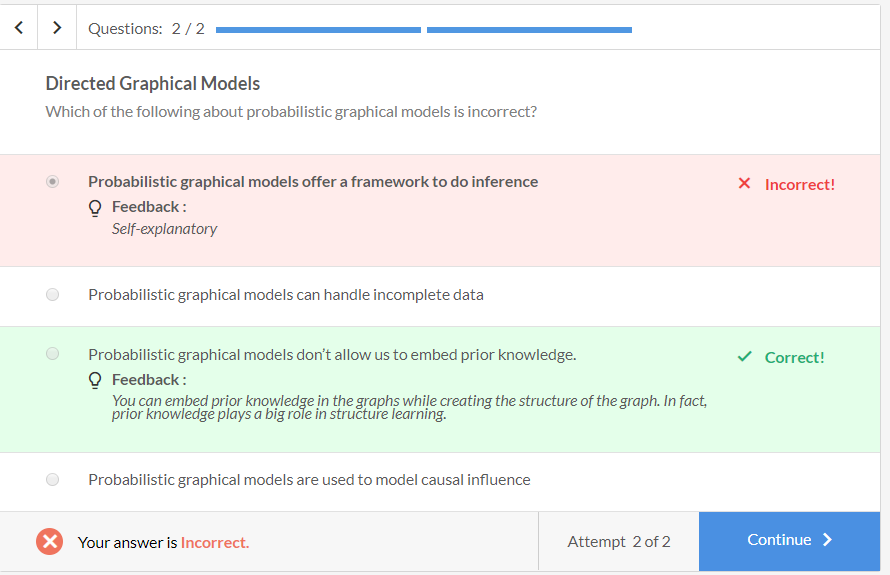 Questions: 2 / 2
Directed Graphical Models
Which of the following about probabilistic graphical models is incorrect?
Probabilistic graphical models offer a framework to do inference
Incorrect!
Feedback :
Self-explanatory
Probabilistic graphical models can handle incomplete data
Probabilistic graphical models don't allow us to embed prior knowledge.
Correct!
Feedback :
You can embed prior knowledge in the graphs while creating the structure of the graph. In fact,
prior knowledge plays a big role in structure learning.
Probabilistic graphical models are used to model causal influence
Your answer is Incorrect.
Attempt 2 of 2
Continue